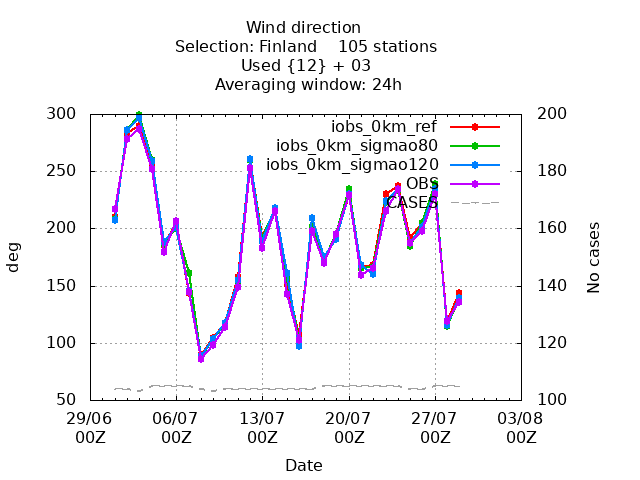 Wind direction
Selection: Finland    105 stations
Used {12} + 03
Averaging window: 24h
300
250
200
150
100
50
deg
200
180
160
140
120
100
No cases
iobs_0km_ref
iobs_0km_sigmao80
iobs_0km_sigmao120
OBS
CASES
29/06 06/07 13/07 20/07 27/07 03/08
00Z 00Z 00Z 00Z 00Z 00Z
Date